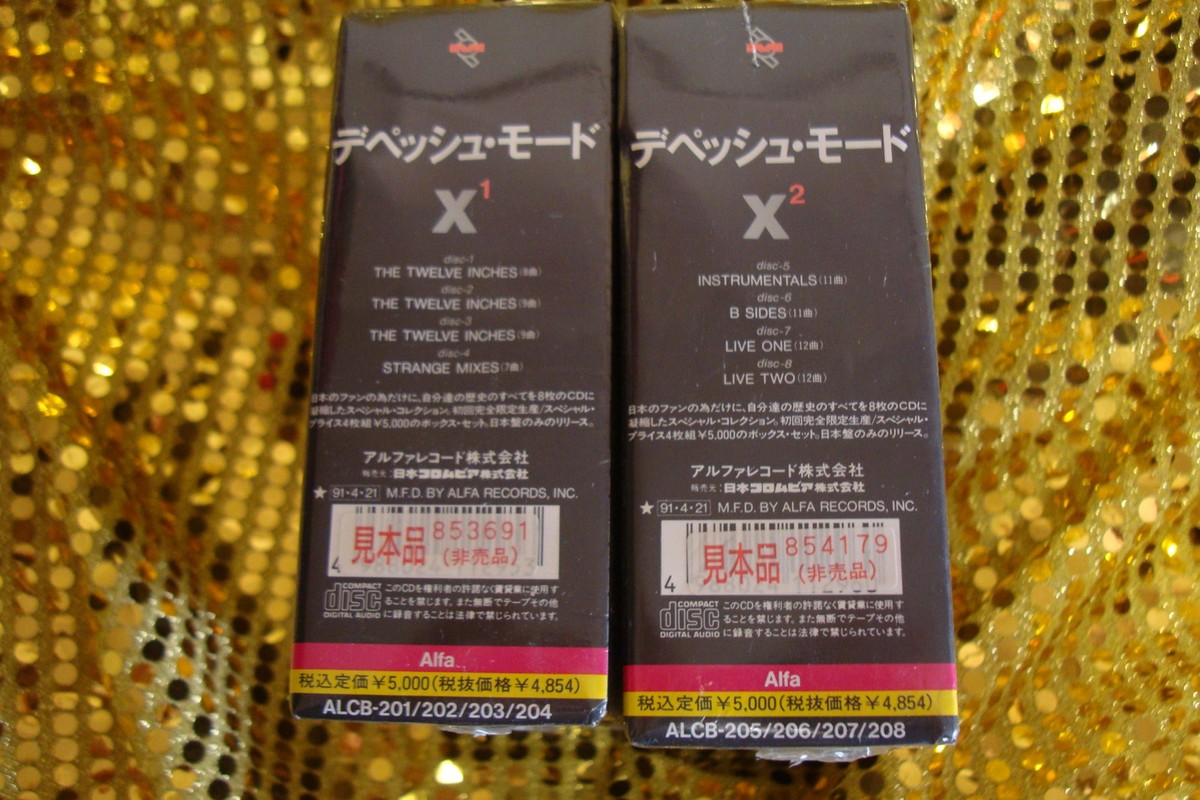 デペッシュ・モード
X1
disc-1
THE TWELVE INCHES(8曲)
disc-2
THE TWELVE INCHES(9曲)
disc-3
THE TWELVE INCHES(9曲)
disc-4
STRANGE MIXES(7曲)
日本のファンの為だけに、自分達の歴史のすべてを8枚のCDに
凝縮したスペシャル・コレクション。初回完全限定生産/スペシャル・
プライス4枚組¥5,000のボックス・セット。日本盤のみのリリース。
アルファレコード株式会社
販売元:日本コロムビア株式会社
★ 91・4・21 M.F.D. BY ALFA RECORDS, INC.
見本品 853691
(非売品)
4
COMPACT disc DIGITAL AUDIO
このCDを権利者の許諾なく賃貸業に使用す
ることを禁じます。また無断でテープその他
に録音することは法律で禁じられています。
Alfa
税込定価¥5,000(税抜価格¥4,854)
ALCB-201/202/203/204
デペッシュ・モード
X2
disc-5
INSTRUMENTALS(11曲)
disc-6
B SIDES(11曲)
disc-7
LIVE ONE(12曲)
disc-8
LIVE TWO(12曲)
日本のファンの為だけに、自分達の歴史のすべてを8枚のCDに
凝縮したスペシャル・コレクション。初回完全限定生産/スペシャル・
プライス4枚組¥5,000のボックス・セット。日本盤のみのリリース。
アルファレコード株式会社
販売元:日本コロムビア株式会社
★ 91・4・21 M.F.D. BY ALFA RECORDS, INC.
見本品 854179
(非売品)
4
COMPACT disc DIGITAL AUDIO
このCDを権利者の許諾なく賃貸業に使用す
ることを禁じます。また無断でテープその他
に録音することは法律で禁じられています。
Alfa
税込定価¥5,000(税抜価格¥4,854)
ALCB-205/206/207/208